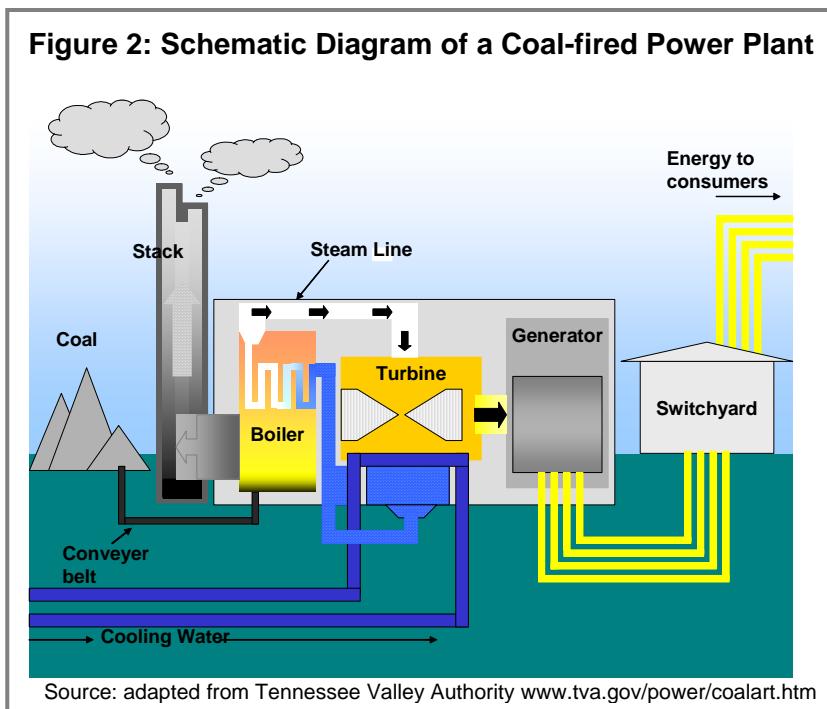 Figure 2: Schematic Diagram of a Coal-fired Power Plant
Energy to
consumers
Stack
Steam Line
Coal
Generator
Turbine
Switchyard
Boiler
Conveyer
belt
Cooling Water
Source: adapted from Tennessee Valley Authority www.tva.gov/power/coalart.htm